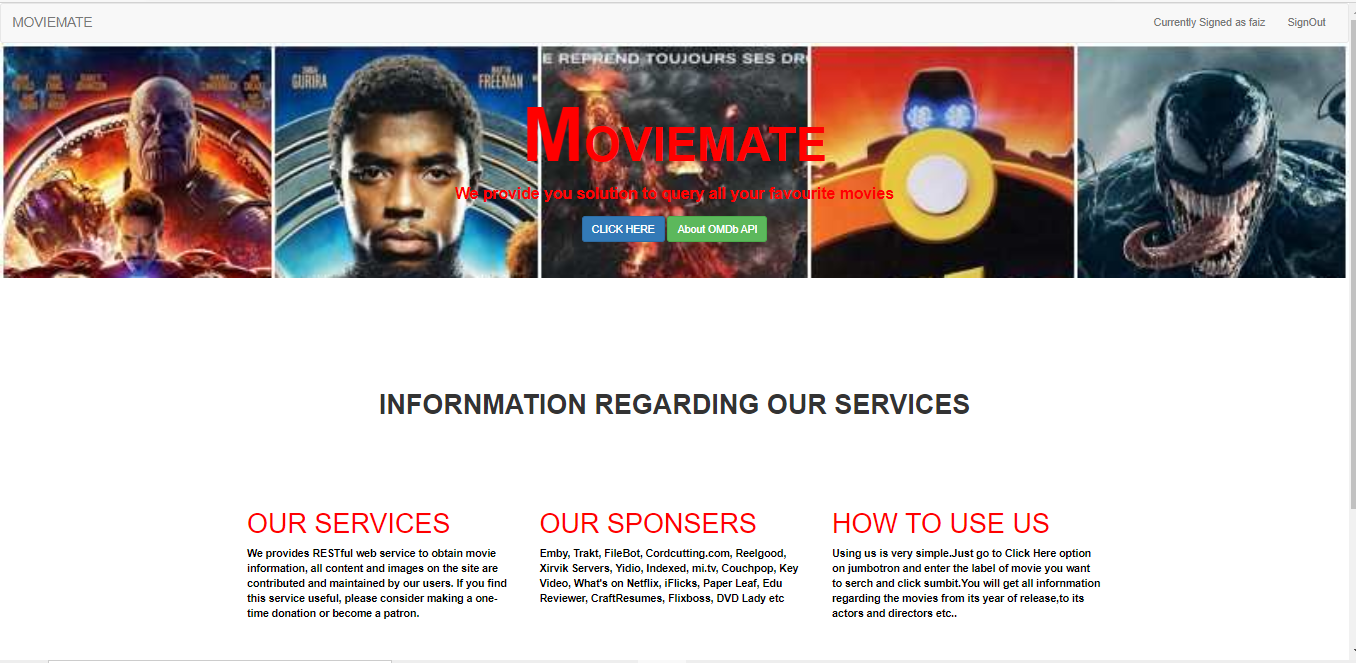 MOVIEMATE
Currently Signed as faiz
SignOut
GURIRA
FREEMAN
E REPREND TOUJOURS SES DR
MOVIEMATE
We provide you solution to query all your favourite movies
CLICK HERE
About OMDb API
INFORNMATION REGARDING OUR SERVICES
OUR SERVICES
We provides RESTful web service to obtain movie
information, all content and images on the site are
contributed and maintained by our users. If you find
this service useful, please consider making a one-
time donation or become a patron.
OUR SPONSERS
Emby, Trakt, FileBot, Cordcutting.com, Reelgood,
Xirvik Servers, Yidio, Indexed, mi.tv, Couchpop, Key
Video, What's on Netflix, iFlicks, Paper Leaf, Edu
Reviewer, CraftResumes, Flixboss, DVD Lady etc
HOW TO USE US
Using us is very simple.Just go to Click Here option
on jumbotron and enter the label of movie you want
to serch and click sumbit.You will get all infornmation
regarding the movies from its year of release,to its
actors and directors etc..